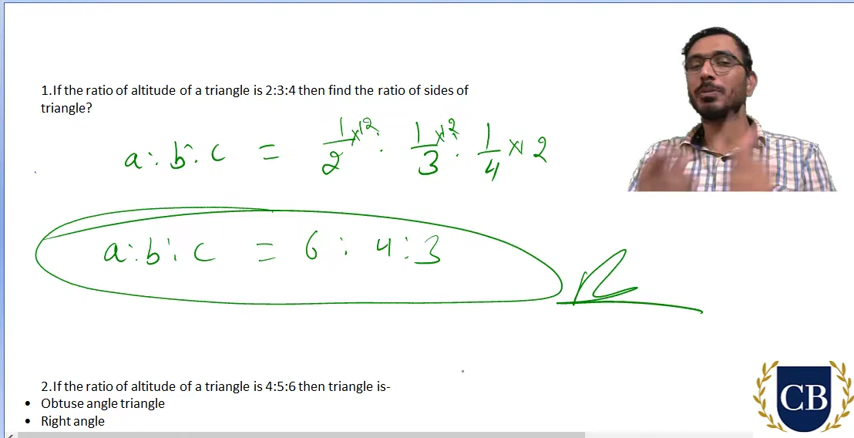 1.If the ratio of altitude of a triangle is 2:3:4 then find the ratio of sides of
triangle?
a:b:c = 1/2 ×12 : 1/3 ×12 : 1/4 ×12
a:b:c = 6:4:3
2.If the ratio of altitude of a triangle is 4:5:6 then triangle is-
• Obtuse angle triangle
• Right angle
CB